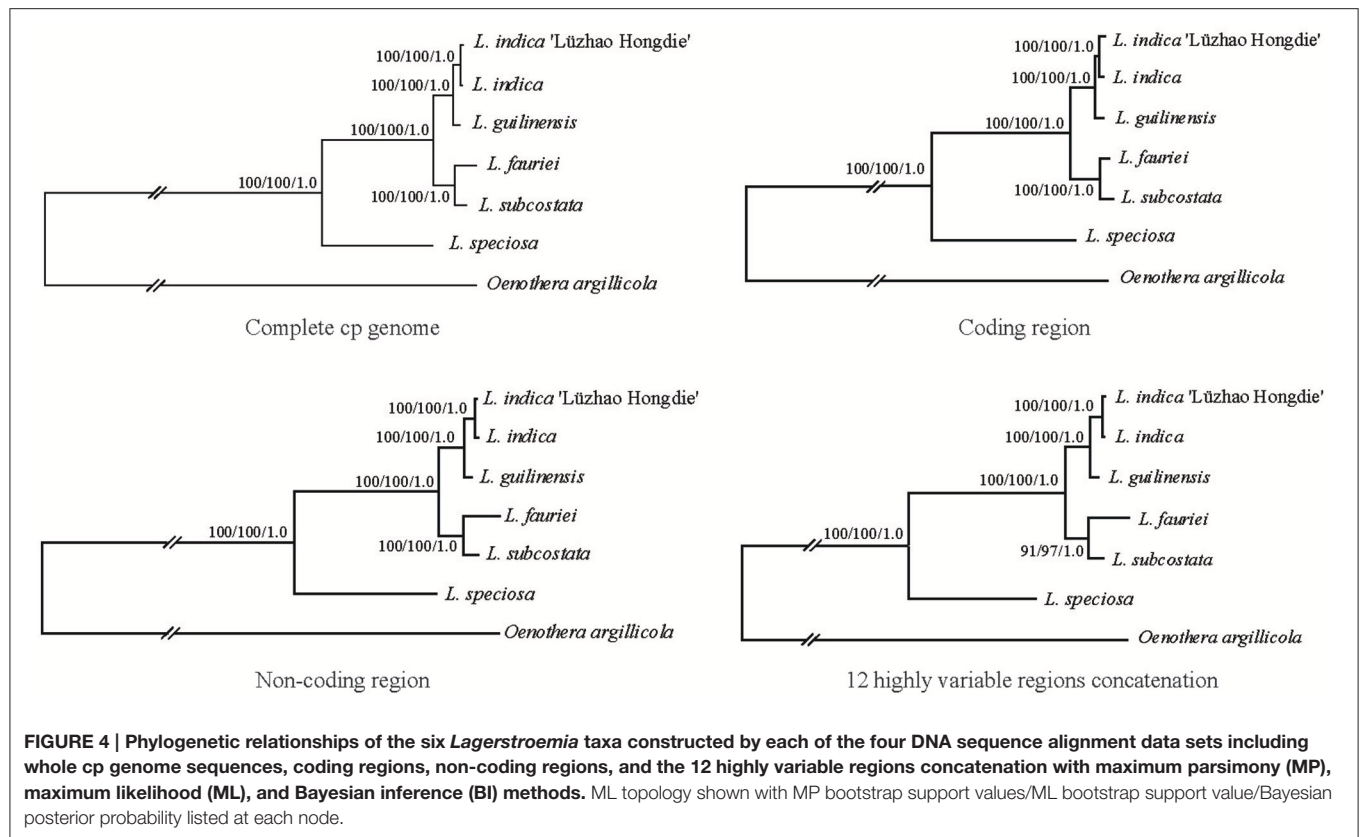 L. indica 'Lüzhao Hongdie'
100/100/1.0
L. indica
100/100/1.0
L. guilinensis
100/100/1.0
L. fauriei
100/100/1.0
100/100/1.0
L. subcostata
L. speciosa
Oenothera argillicola
Complete cp genome
L. indica 'Lüzhao Hongdie'
100/100/1.0
L. indica
100/100/1.0
L. guilinensis
100/100/1.0
L. fauriei
100/100/1.0
100/100/1.0
L. subcostata
L. speciosa
Oenothera argillicola
Coding region
L. indica 'Lüzhao Hongdie'
100/100/1.0
L. indica
100/100/1.0
L. guilinensis
100/100/1.0
L. fauriei
100/100/1.0
100/100/1.0
L. subcostata
L. speciosa
Oenothera argillicola
Non-coding region
L. indica 'Lüzhao Hongdie'
100/100/1.0
L. indica
100/100/1.0
L. guilinensis
100/100/1.0
L. fauriei
100/100/1.0
91/97/1.0
L. subcostata
L. speciosa
Oenothera argillicola
12 highly variable regions concatenation
FIGURE 4 | Phylogenetic relationships of the six Lagerstroemia taxa constructed by each of the four DNA sequence alignment data sets including
whole cp genome sequences, coding regions, non-coding regions, and the 12 highly variable regions concatenation with maximum parsimony (MP),
maximum likelihood (ML), and Bayesian inference (BI) methods. ML topology shown with MP bootstrap support values/ML bootstrap support value/Bayesian
posterior probability listed at each node.